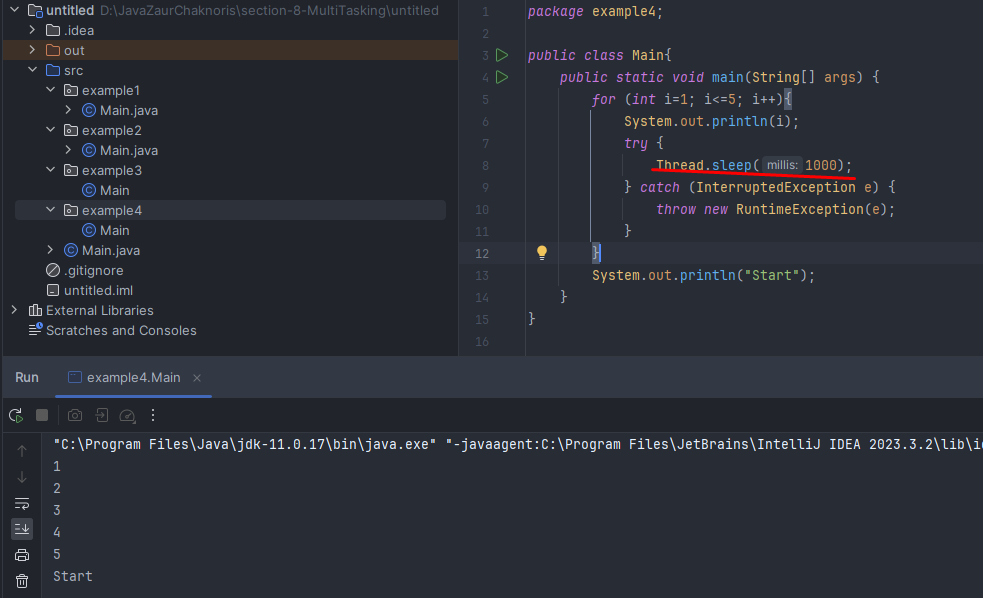 untitled D:\JavaZaurChaknoris\section-8-MultiTasking\untitled
.idea
out
src
example1
Main.java
example2
Main.java
example3
Main
example4
Main
Main.java
.gitignore
untitled.iml
External Libraries
Scratches and Consoles
1 package example4;
2
3 public class Main{
4 public static void main(String[] args) {
5 for (int i=1; i<=5; i++){
6 System.out.println(i);
7 try {
8 Thread.sleep( millis: 1000);
9 } catch (InterruptedException e) {
10 throw new RuntimeException(e);
11 }
12 }
13 System.out.println("Start");
14 }
15 }
16
Run example4.Main
"C:\Program Files\Java\jdk-11.0.17\bin\java.exe" "-javaagent:C:\Program Files\JetBrains\IntelliJ IDEA 2023.3.2\lib\
1
2
3
4
5
Start